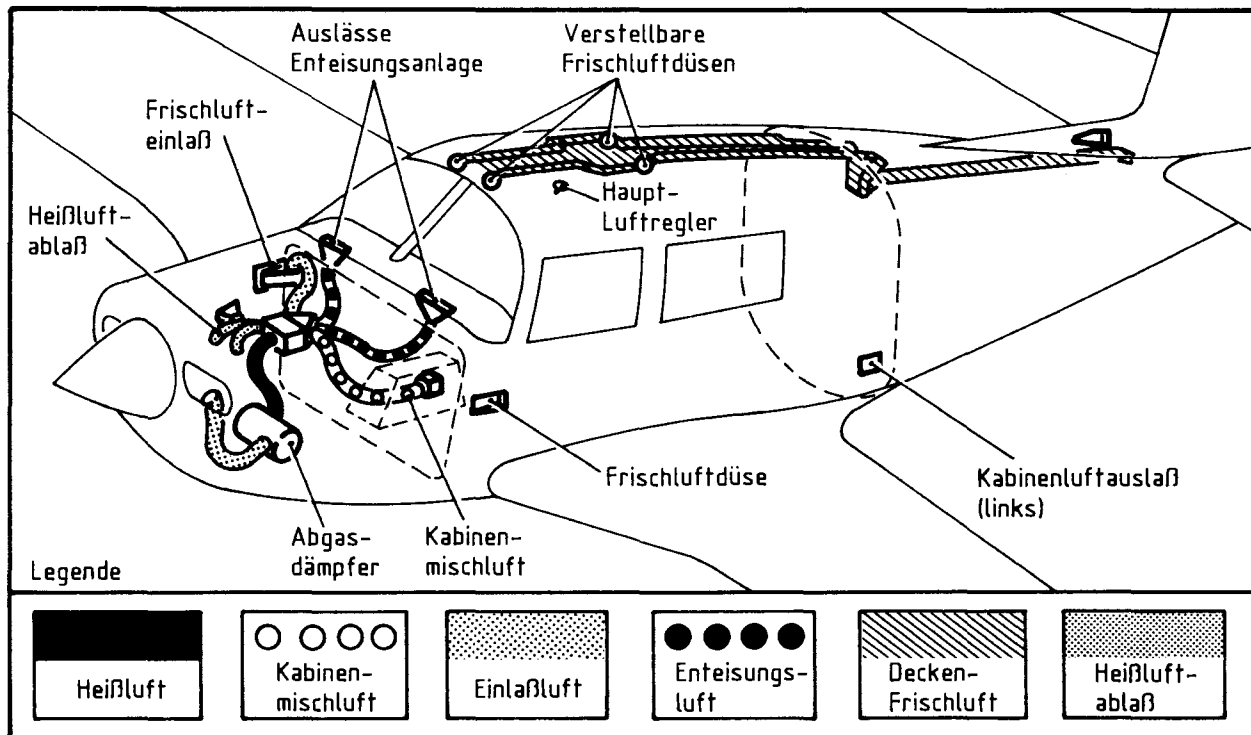 Auslässe
Enteisungsanlage
Verstellbare
Frischluftdüsen
Frischluft-
einlaß
Heißluft-
ablaß
Haupt-
Luftregler
Frischluftdüse
Kabinenluftauslaß
(links)
Abgas-
dämpfer
Kabinen-
mischluft
Legende
Heißluft
Kabinen-
mischluft
Einlaßluft
Enteisungs-
luft
Decken-
Frischluft
Heißluft-
ablaß